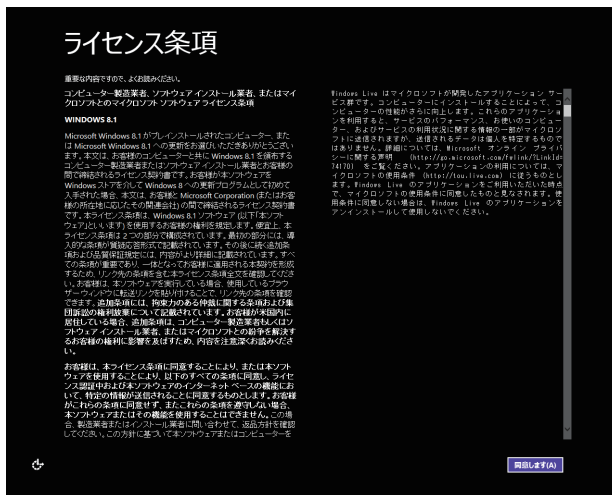 ライセンス条項
重要な内容ですので、よくお読みください。
コンピューター製造業者、ソフトウェア インストール業者、またはマイ
クロソフトとのマイクロソフト ソフトウェア ライセンス条項
WINDOWS 8.1
Microsoft Windows 8.1 がプレインストールされたコンピューター、また
は Microsoft Windows 8.1 への更新をお選びいただきありがとうござい
ます。本文は、お客様のコンピューターと共に Windows 8.1 を頒布する
コンピューター製造業者またはソフトウェア インストール業者とお客様の
間で締結されるライセンス契約書です。お客様が本ソフトウェアを
Windows ストアを介して Windows 8 への更新プログラムとして初めて
入手された場合、本文は、お客様と Microsoft Corporation (またはお客
様の所在地に応じたその関連会社) の間で締結されるライセンス契約書
です。本ライセンス条項は、Windows 8.1 ソフトウェア (以下「本ソフト
ウェア」といいます) を使用するお客様の権利を規定します。便宜上、本ラ
イセンス条項は 2 つの部分で構成されています。最初の部分には、導
入的な条項が質疑応答形式で記載されています。その後に続く追加条
項および品質保証規定には、内容がより詳細に記載されています。すべ
ての条項が重要であり、一体となってお客様に適用される本契約を形成
するため、リンク先の条項を含む本ライセンス条項全文を確認してくださ
い。お客様は、本ソフトウェアを実行している場合、使用しているブラウ
ザー ウィンドウに転送リンクを貼り付けることで、リンク先の条項を確認
できます。追加条項には、拘束力のある仲裁に関する条項および集
団訴訟の権利放棄について記載されています。お客様が米国内に
居住している場合、追加条項は、コンピューター製造業者もしくはソ
フトウェア インストール業者、またはマイクロソフトとの紛争を解決す
るお客様の権利に影響を及ぼすため、内容を注意深くお読みくださ
い。
お客様は、本ライセンス条項に同意することにより、または本ソフト
ウェアを使用することにより、以下のすべての条項に同意し、ライセ
ンス認証中および本ソフトウェアのインターネット ベースの機能にお
いて、特定の情報が送信されることに同意するものとします。お客様
がこれらの条項に同意せず、またこれらの条項を遵守しない場合、
本ソフトウェアまたはその機能を使用することはできません。この場
合、製造業者またはインストール業者に問い合わせて、返品方針を確認
してください。この方針に基づいて本ソフトウェアまたはコンピューターを
Windows Live はマイクロソフトが開発したアプリケーション サー
ビス群です。コンピューターにインストールすることによって、コ
ンピューターの性能がさらに向上します。これらのアプリケーショ
ンを利用すると、サービスのパフォーマンス、お使いのコンピュー
ター、およびサービスの利用状況に関する情報の一部がマイクロソ
フトに送信されますが、送信されるデータは個人を特定するもので
はありません。詳細については、Microsoft オンライン プライバ
シーに関する声明 (http://go.microsoft.com/fwlink/?LinkId=
74170) をご覧ください。アプリケーションの利用については、マ
イクロソフトの使用条件 (http://tou.live.com) に従うものとし
ます。Windows Live のアプリケーションをご利用いただいた時点
で、マイクロソフトの使用条件に同意したものと見なされます。使
用条件に同意しない場合は、Windows Live のアプリケーションを
アンインストールして使用しないでください。
同意します(A)